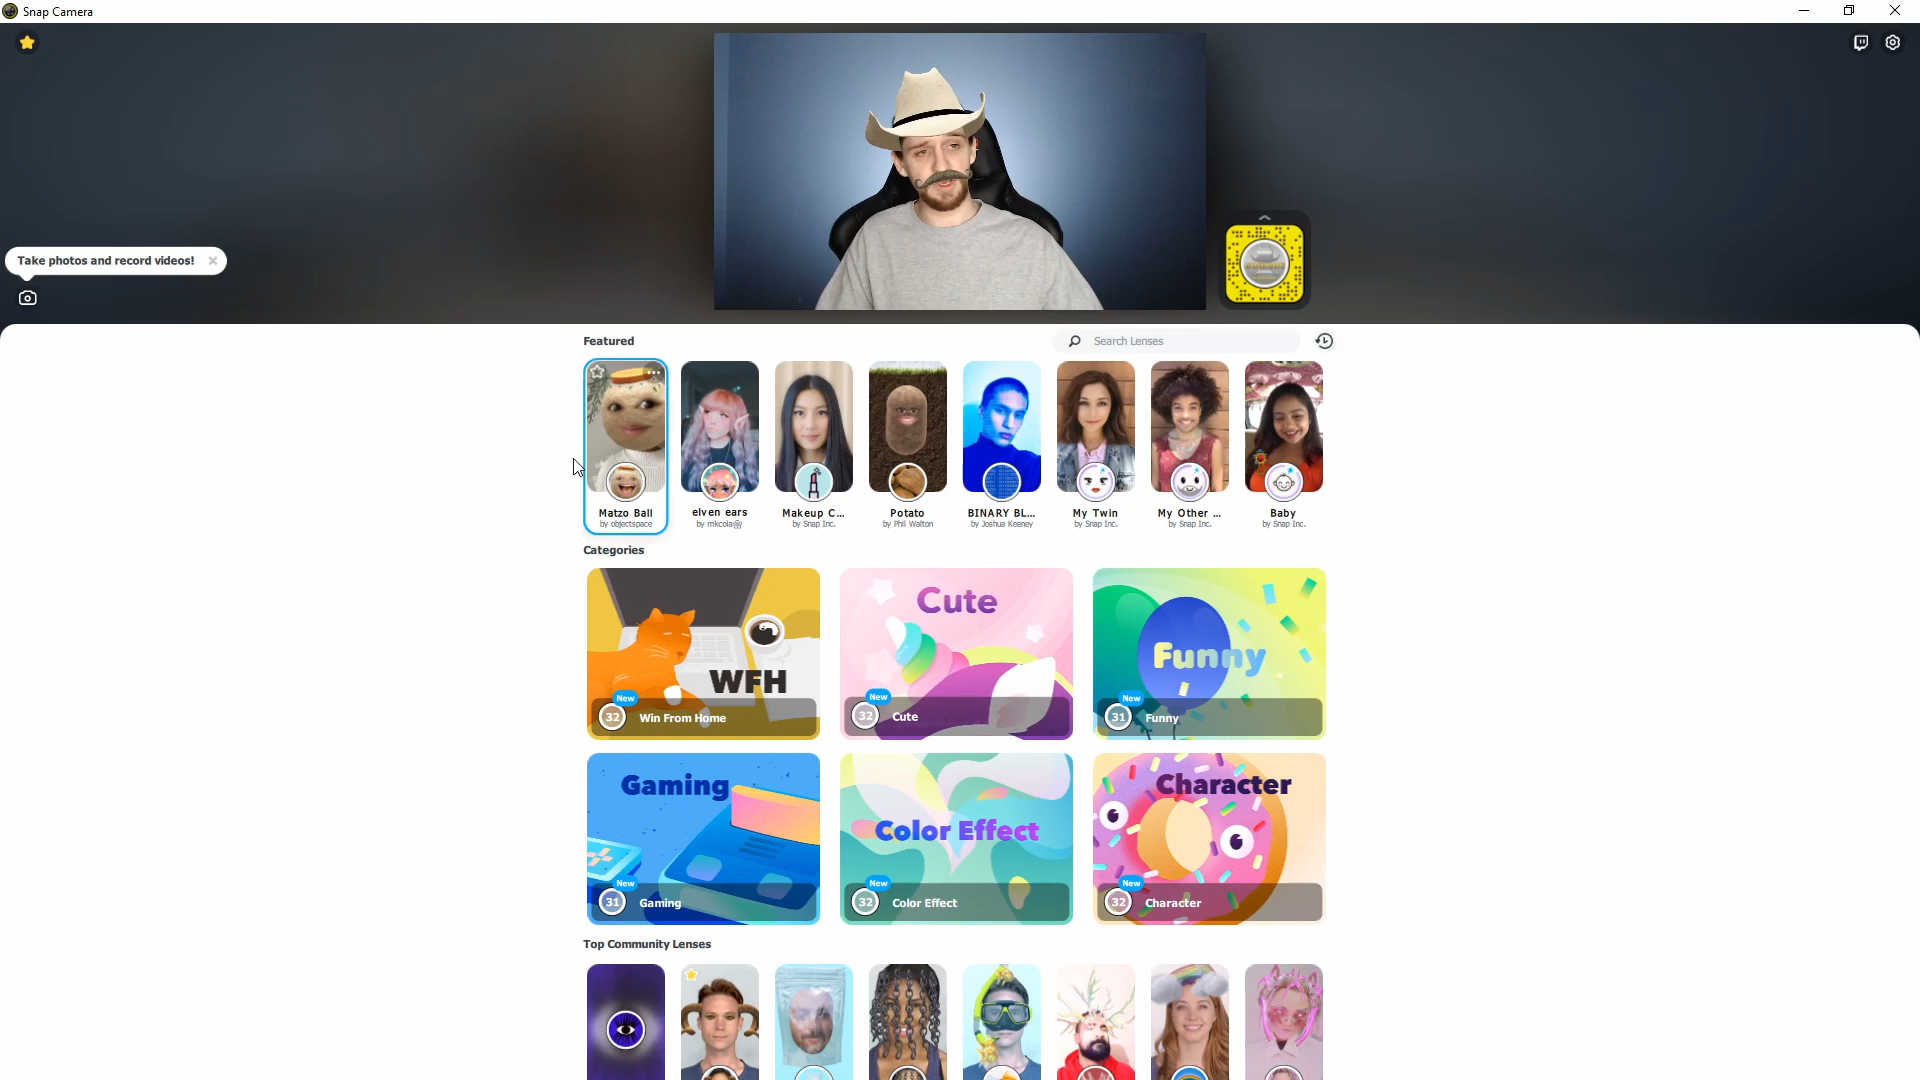 Snap Camera
Take photos and record videos!
Featured
Search Lenses
Matzo Ball
by objectspace
elven ears
by mkcola
Makeup C...
by Snap Inc.
Potato
by Phil Walton
BINARY BL...
by Joshua Keeney
My Twin
by Snap Inc.
My Other ...
by Snap Inc.
Baby
by Snap Inc.
Categories
WFH
New
32 Win From Home
Cute
New
32 Cute
Funny
New
31 Funny
Gaming
New
31 Gaming
Color Effect
New
32 Color Effect
Character
New
32 Character
Top Community Lenses